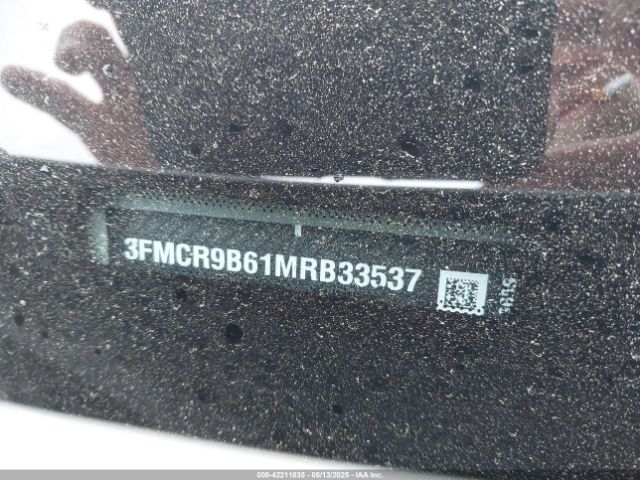 3FMCR9B61MRB33537
000-42211835 - 05/13/2025 - IAA Inc.